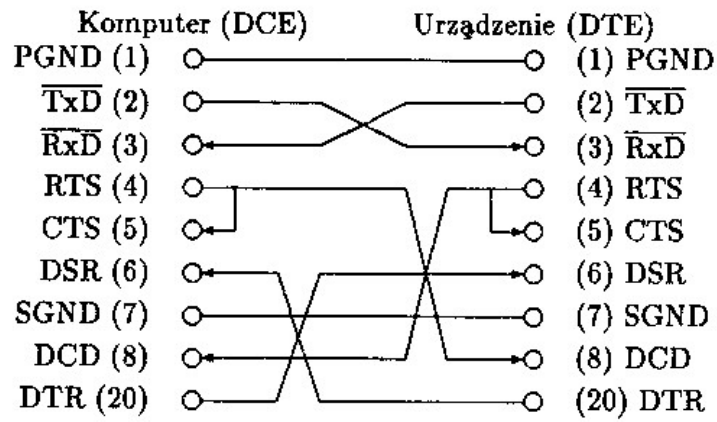 Komputer (DCE) Urządzenie (DTE)
PGND (1) (1) PGND
TxD (2) (2) TxD
RxD (3) (3) RxD
RTS (4) (4) RTS
CTS (5) (5) CTS
DSR (6) (6) DSR
SGND (7) (7) SGND
DCD (8) (8) DCD
DTR (20) (20) DTR